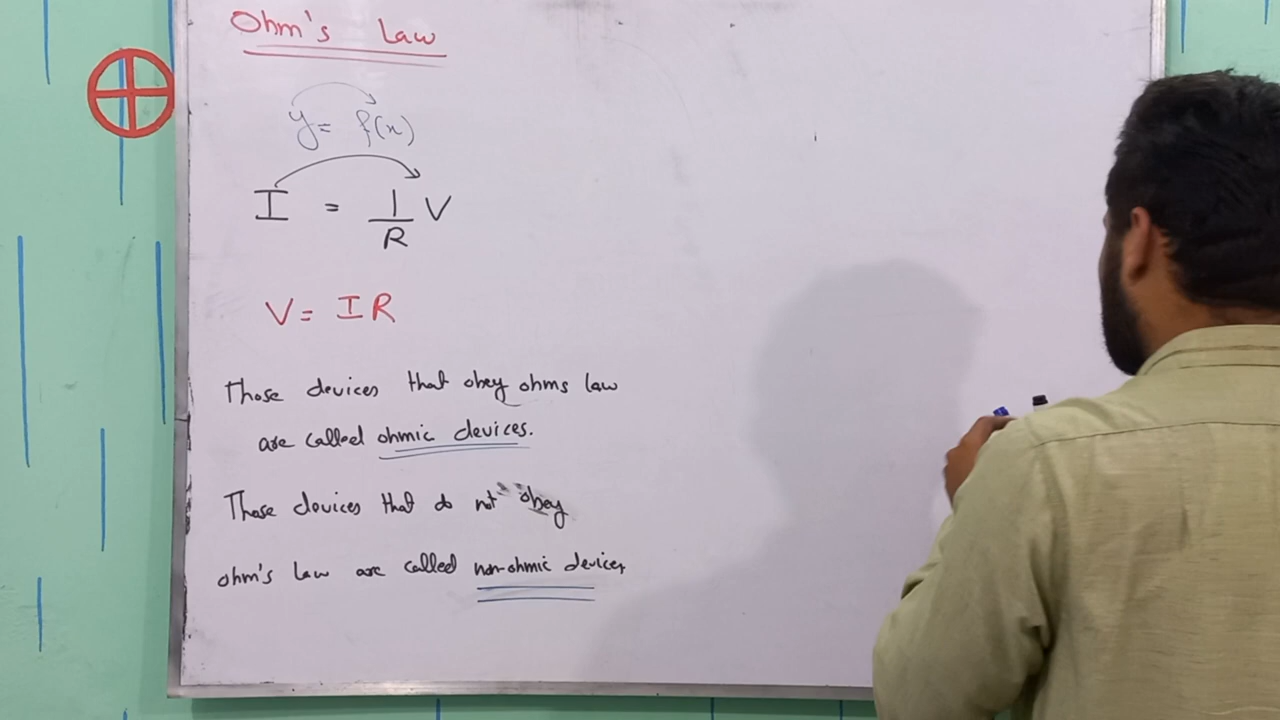 Ohm's Law
y = f(x)
I = 1/R V
V = I R
Those devices that obey ohms law
are called ohmic devices.
Those devices that do not obey
ohm's law are called non-ohmic devices